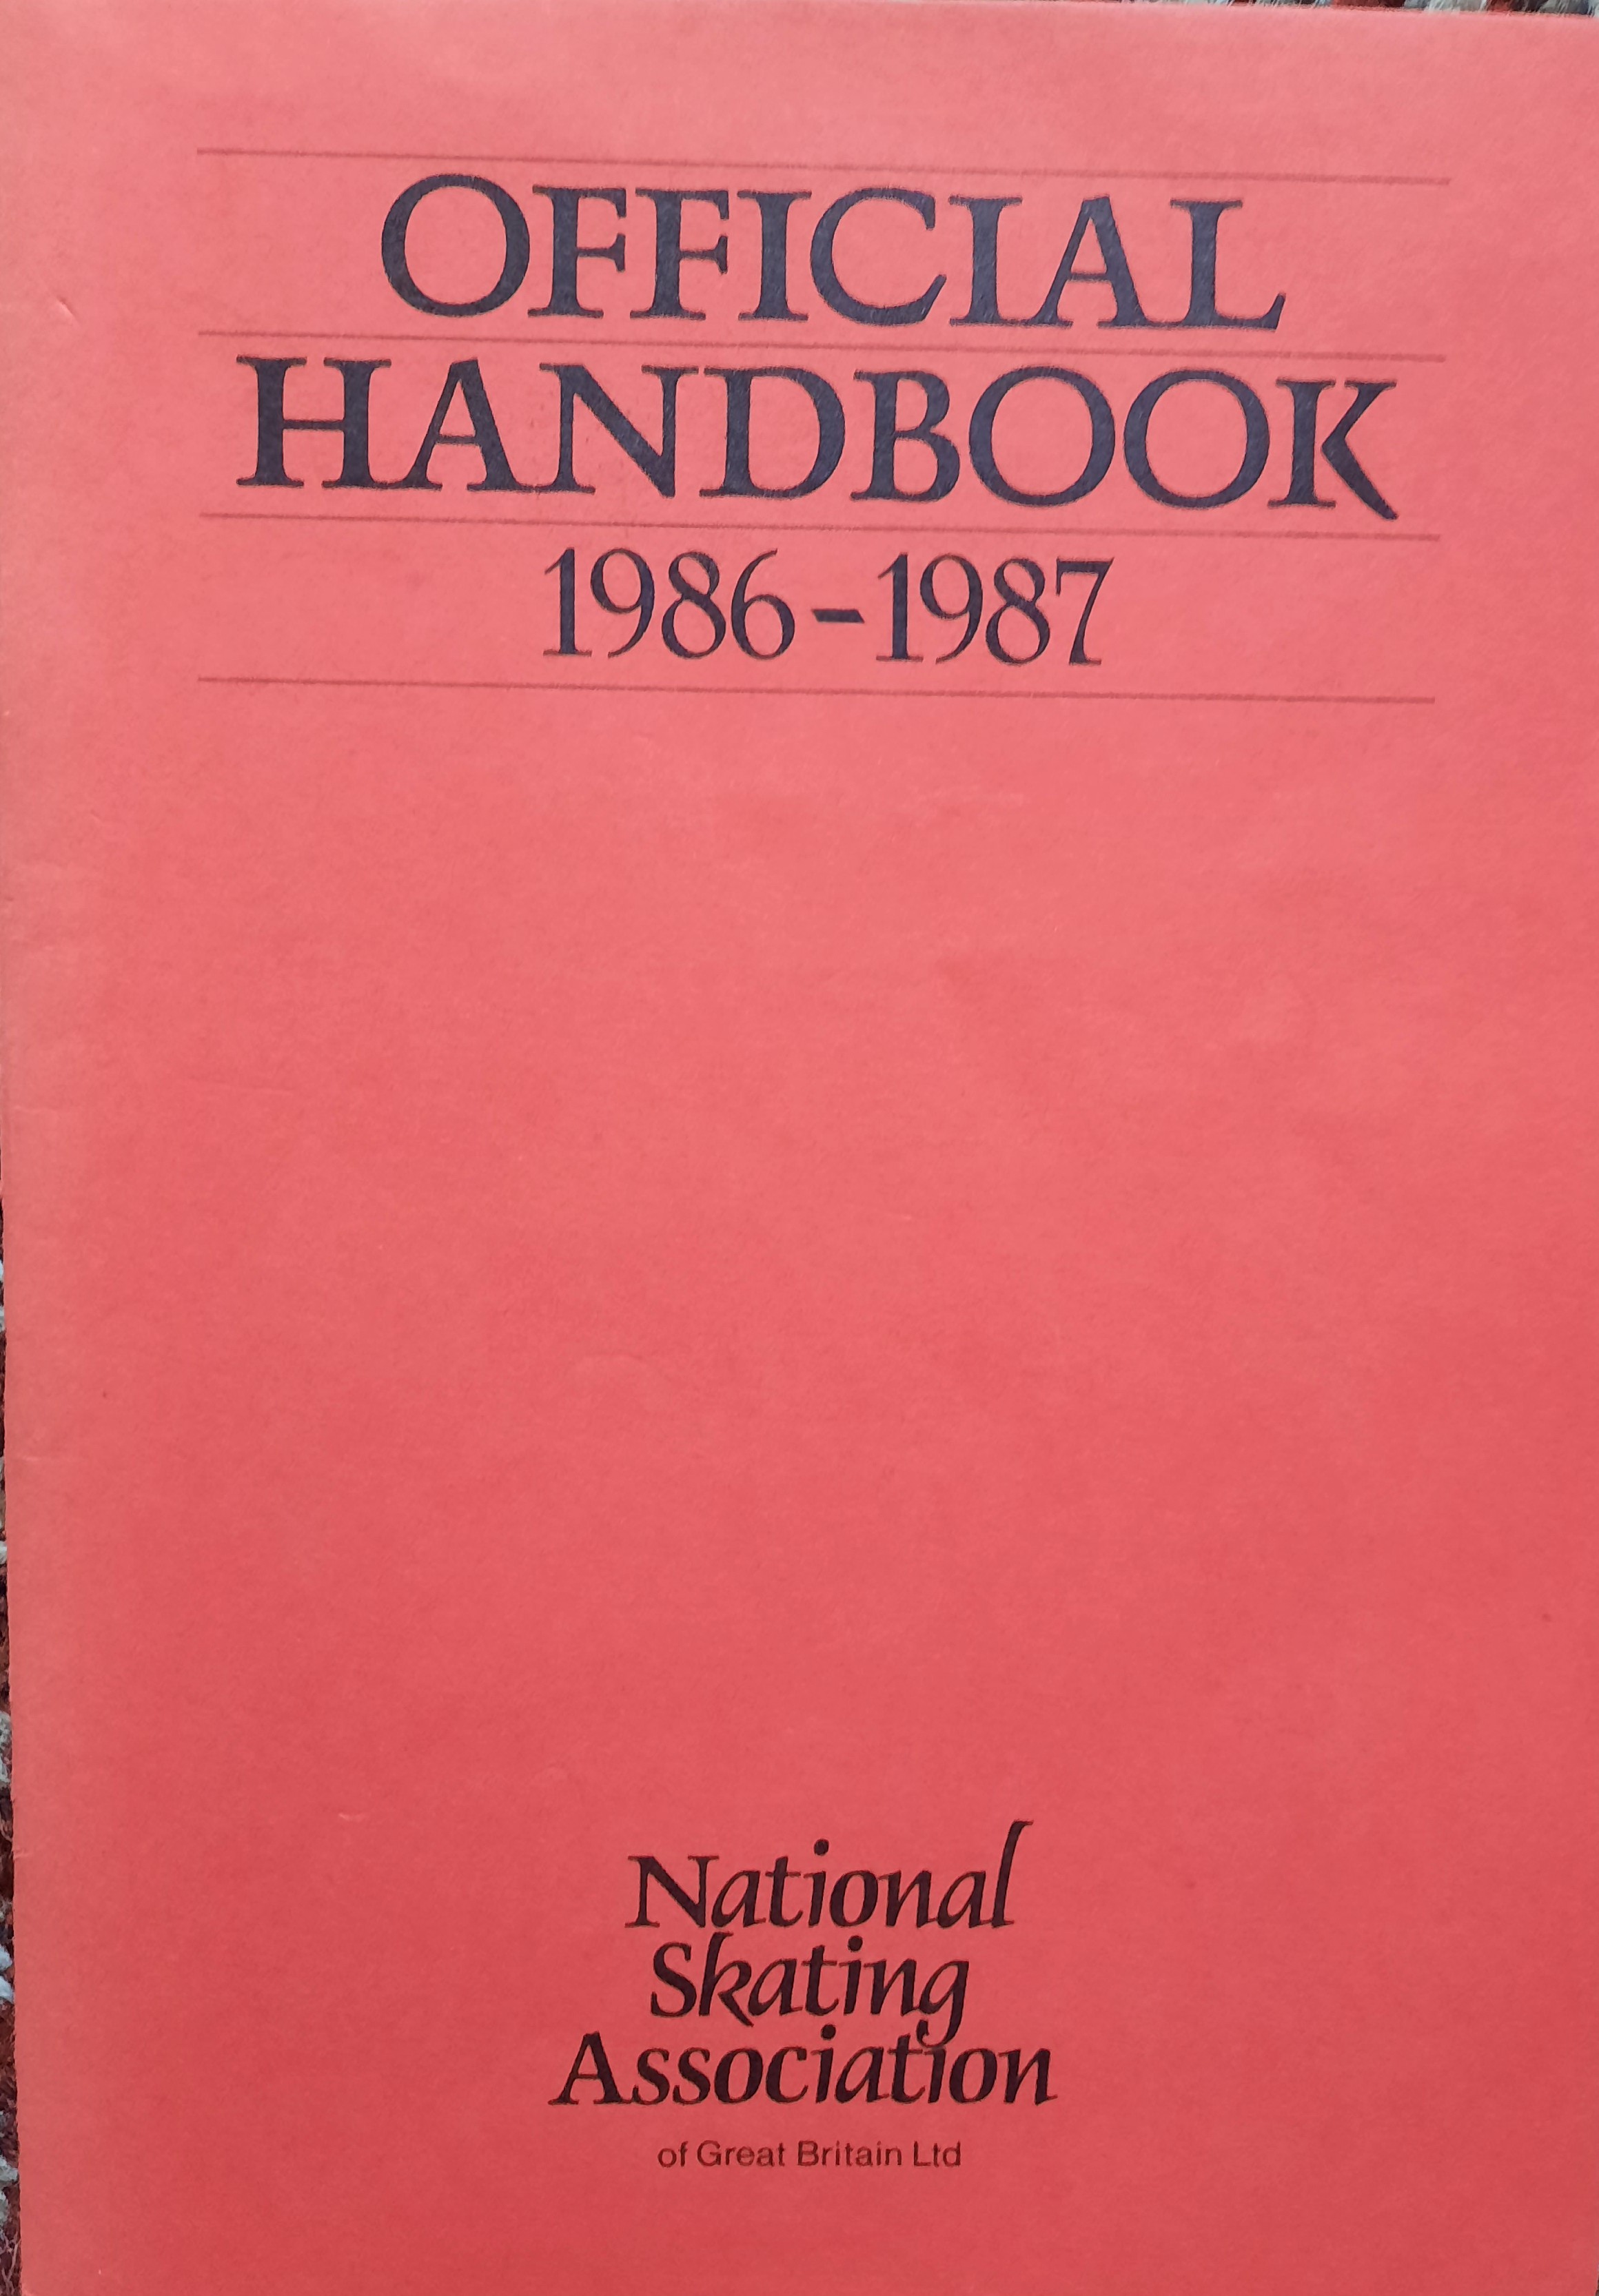 OFFICIAL
HANDBOOK
1986-1987
National
Skating
Association
of Great Britain Ltd